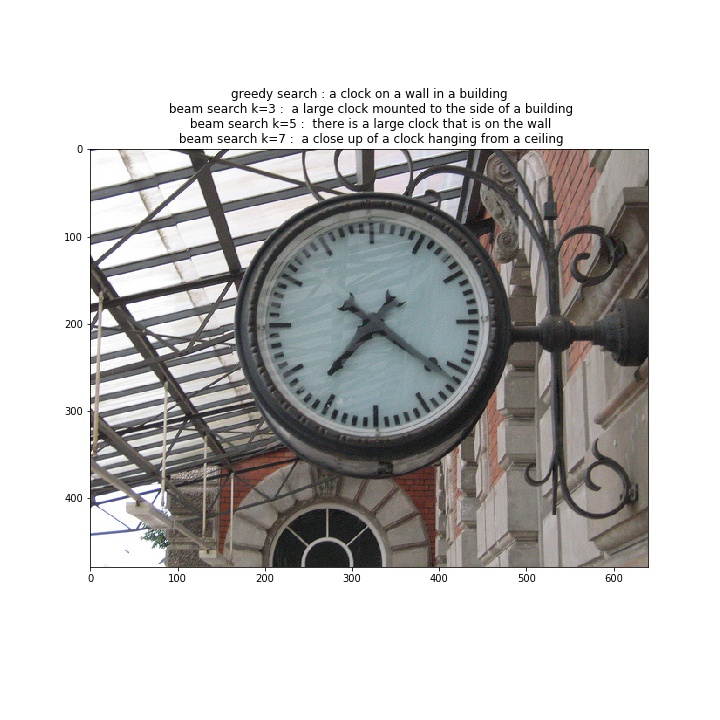 greedy search : a clock on a wall in a building
beam search k=3 :  a large clock mounted to the side of a building
beam search k=5 :  there is a large clock that is on the wall
beam search k=7 :  a close up of a clock hanging from a ceiling
0
100
200
300
400
0 100 200 300 400 500 600